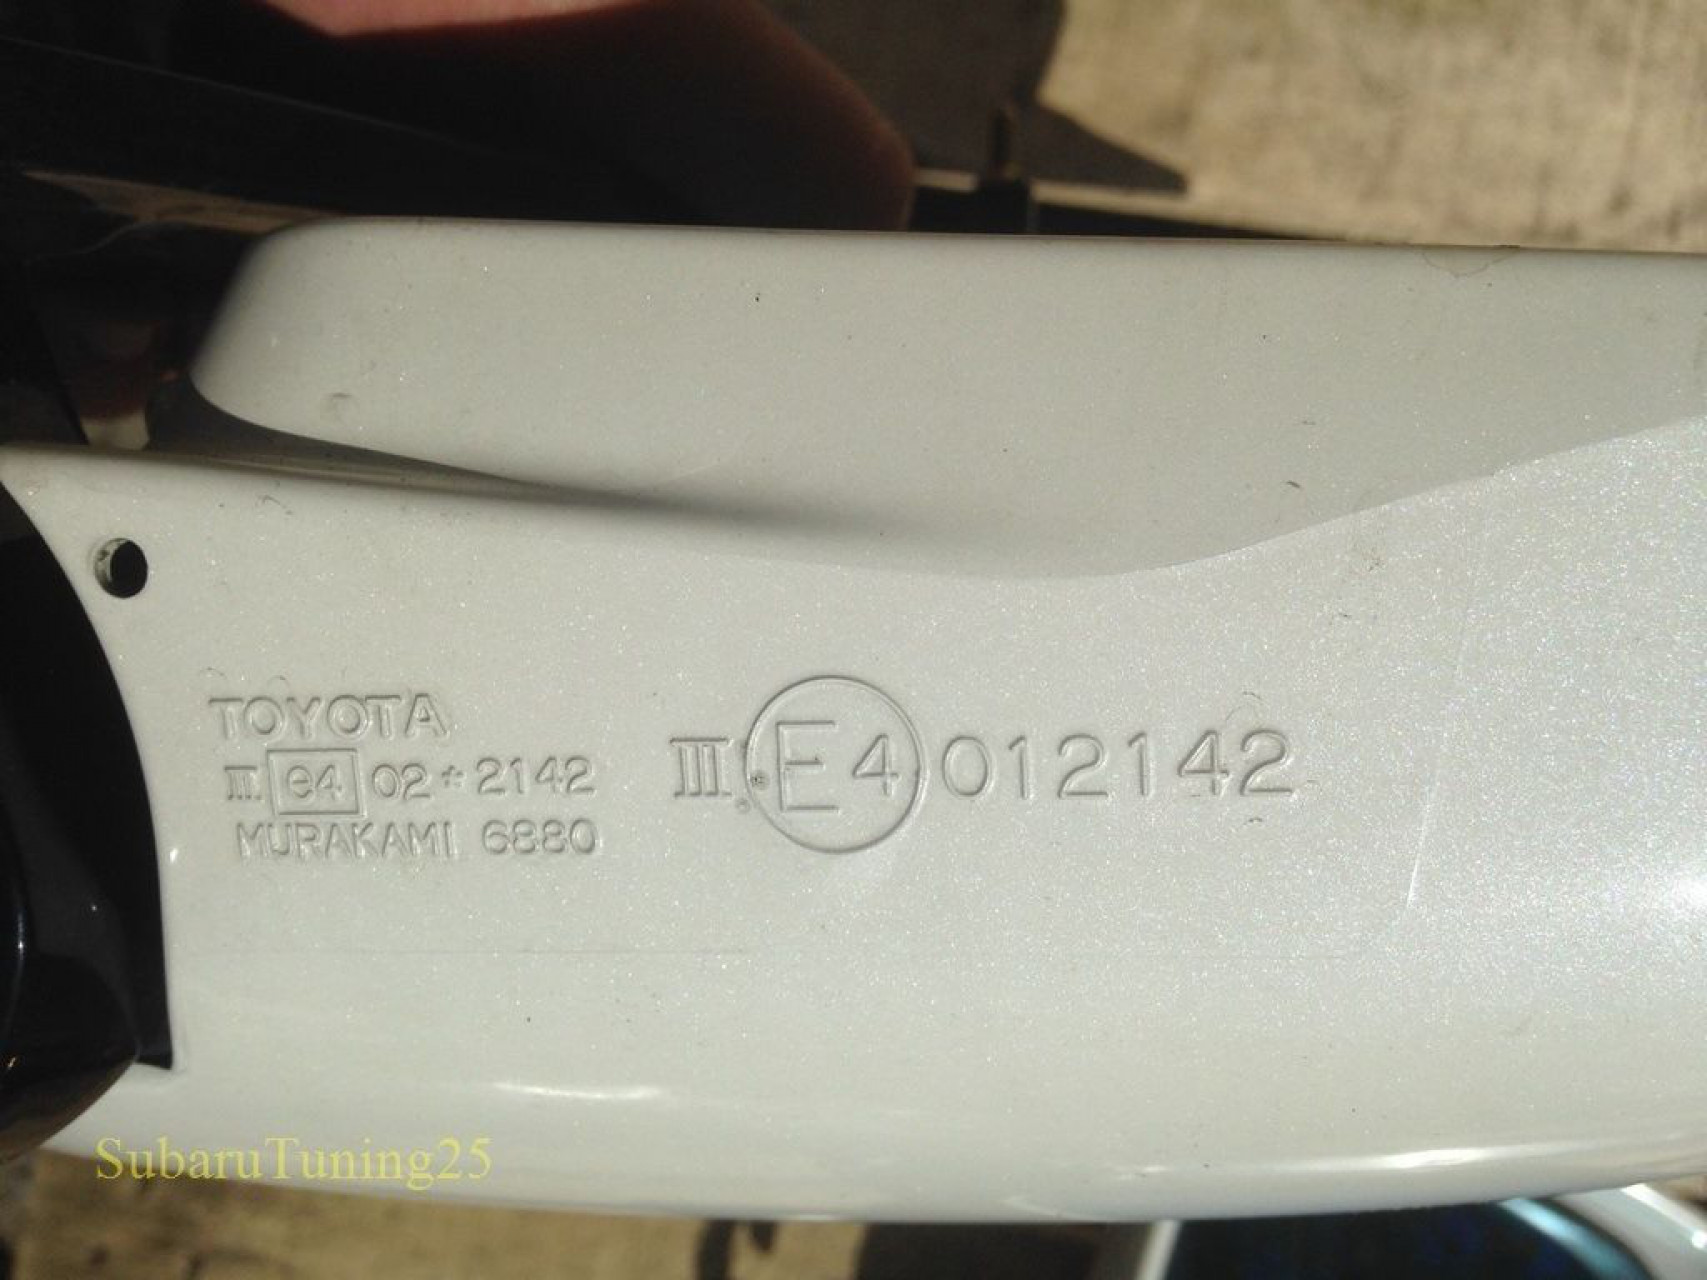 TOYOTA
III e4 02*2142
MURAKAMI 6880
III E4 012142
SubaruTuning25